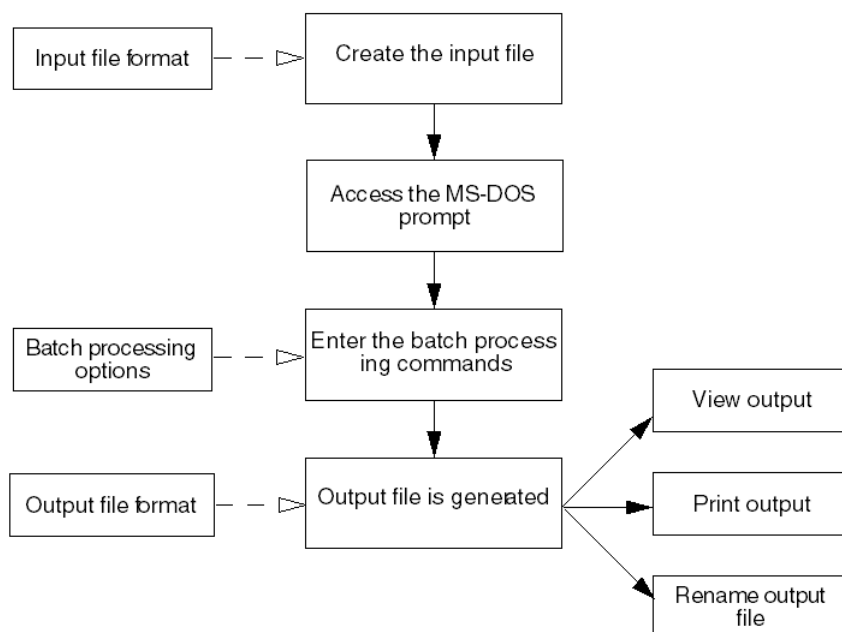 Input file format
Create the input file
Access the MS-DOS
prompt
Batch processing
options
Enter the batch process
ing commands
Output file format
Output file is generated
View output
Print output
Rename output
file